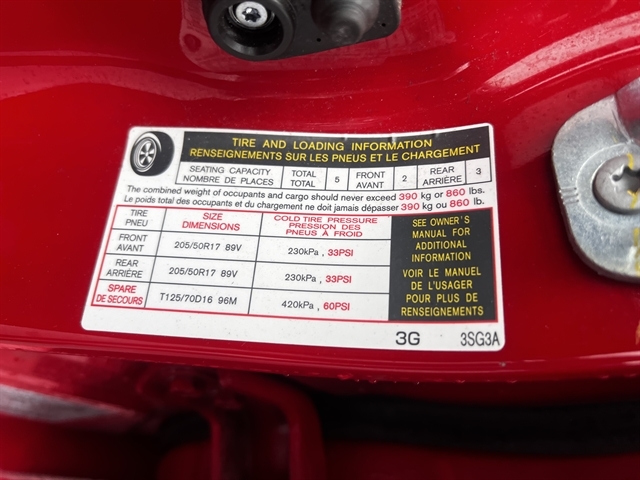 TIRE AND LOADING INFORMATION
RENSEIGNEMENTS SUR LES PNEUS ET LE CHARGEMENT
SEATING CAPACITY TOTAL 5 FRONT 2 REAR 3
NOMBRE DE PLACES TOTAL AVANT ARRIÈRE
The combined weight of occupants and cargo should never exceed 390 kg or 860 lbs.
Le poids total des occupants et du chargement ne doit jamais dépasser 390 kg ou 860 lb.
TIRE SIZE COLD TIRE PRESSURE
PNEU DIMENSIONS PRESSION DES
PNEUS À FROID
FRONT
AVANT 205/50R17 89V 230kPa , 33PSI
REAR
ARRIÈRE 205/50R17 89V 230kPa , 33PSI
SPARE
DE SECOURS T125/70D16 96M 420kPa , 60PSI
SEE OWNER'S
MANUAL FOR
ADDITIONAL
INFORMATION
VOIR LE MANUEL
DE L'USAGER
POUR PLUS DE
RENSEIGNEMENTS
3G 3SG3A